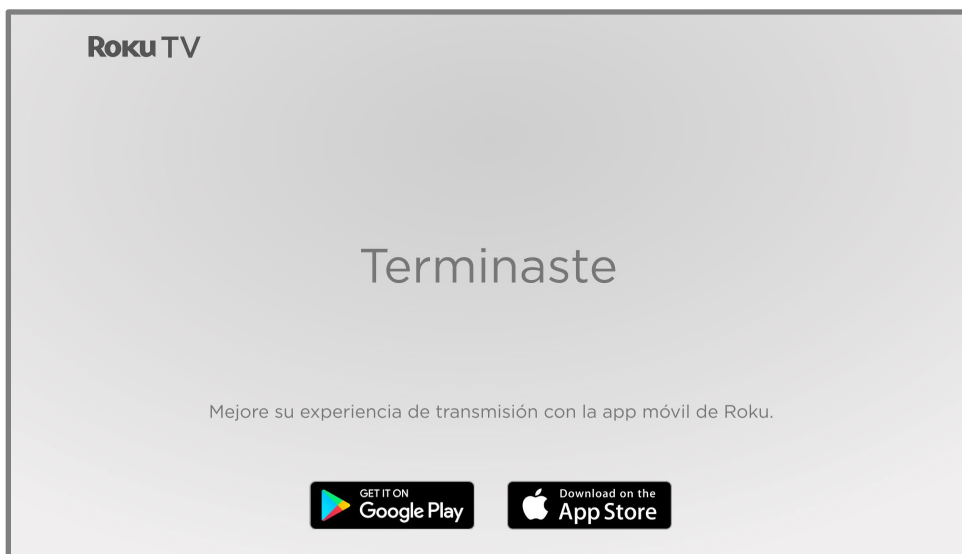 Roku TV
Terminaste
Mejore su experiencia de transmisión con la app móvil de Roku.
GET IT ON
Google Play
Download on the
App Store